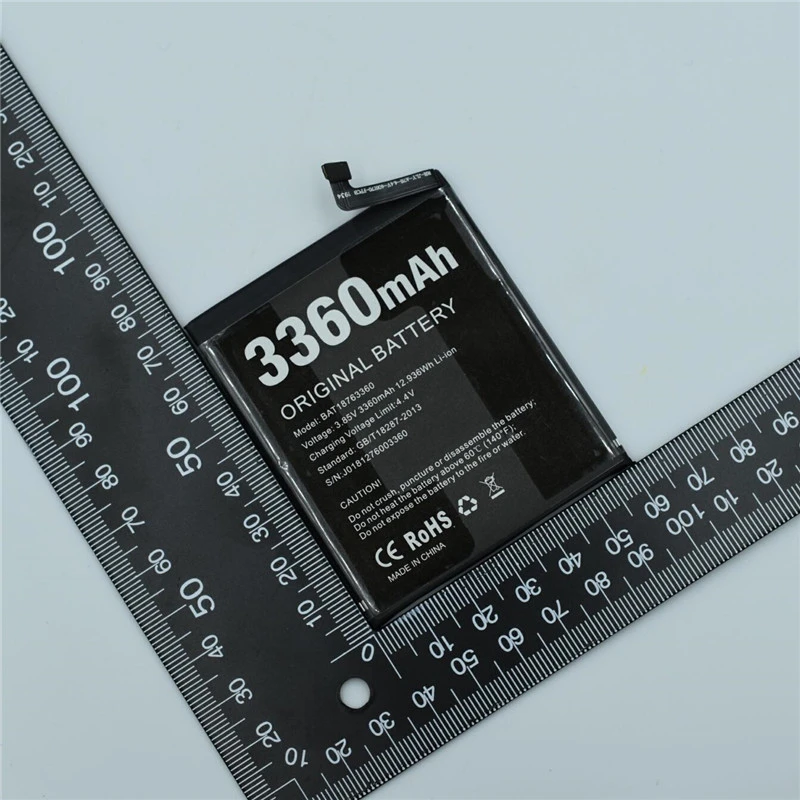 3360mAh
ORIGINAL BATTERY
Model: BAT18763360
Voltage: 3.85V 3360mAh 12.936Wh Li-ion
Charging Voltage Limit:4.4V
Standard: GB/T18287-2013
S/N:J0181276003360
CAUTION!
Do not crush, puncture or disassemble the battery;
Do not heat the battery above 60℃ (140℉);
Do not expose the battery to the fire or water.
CE RoHS
MADE IN CHINA